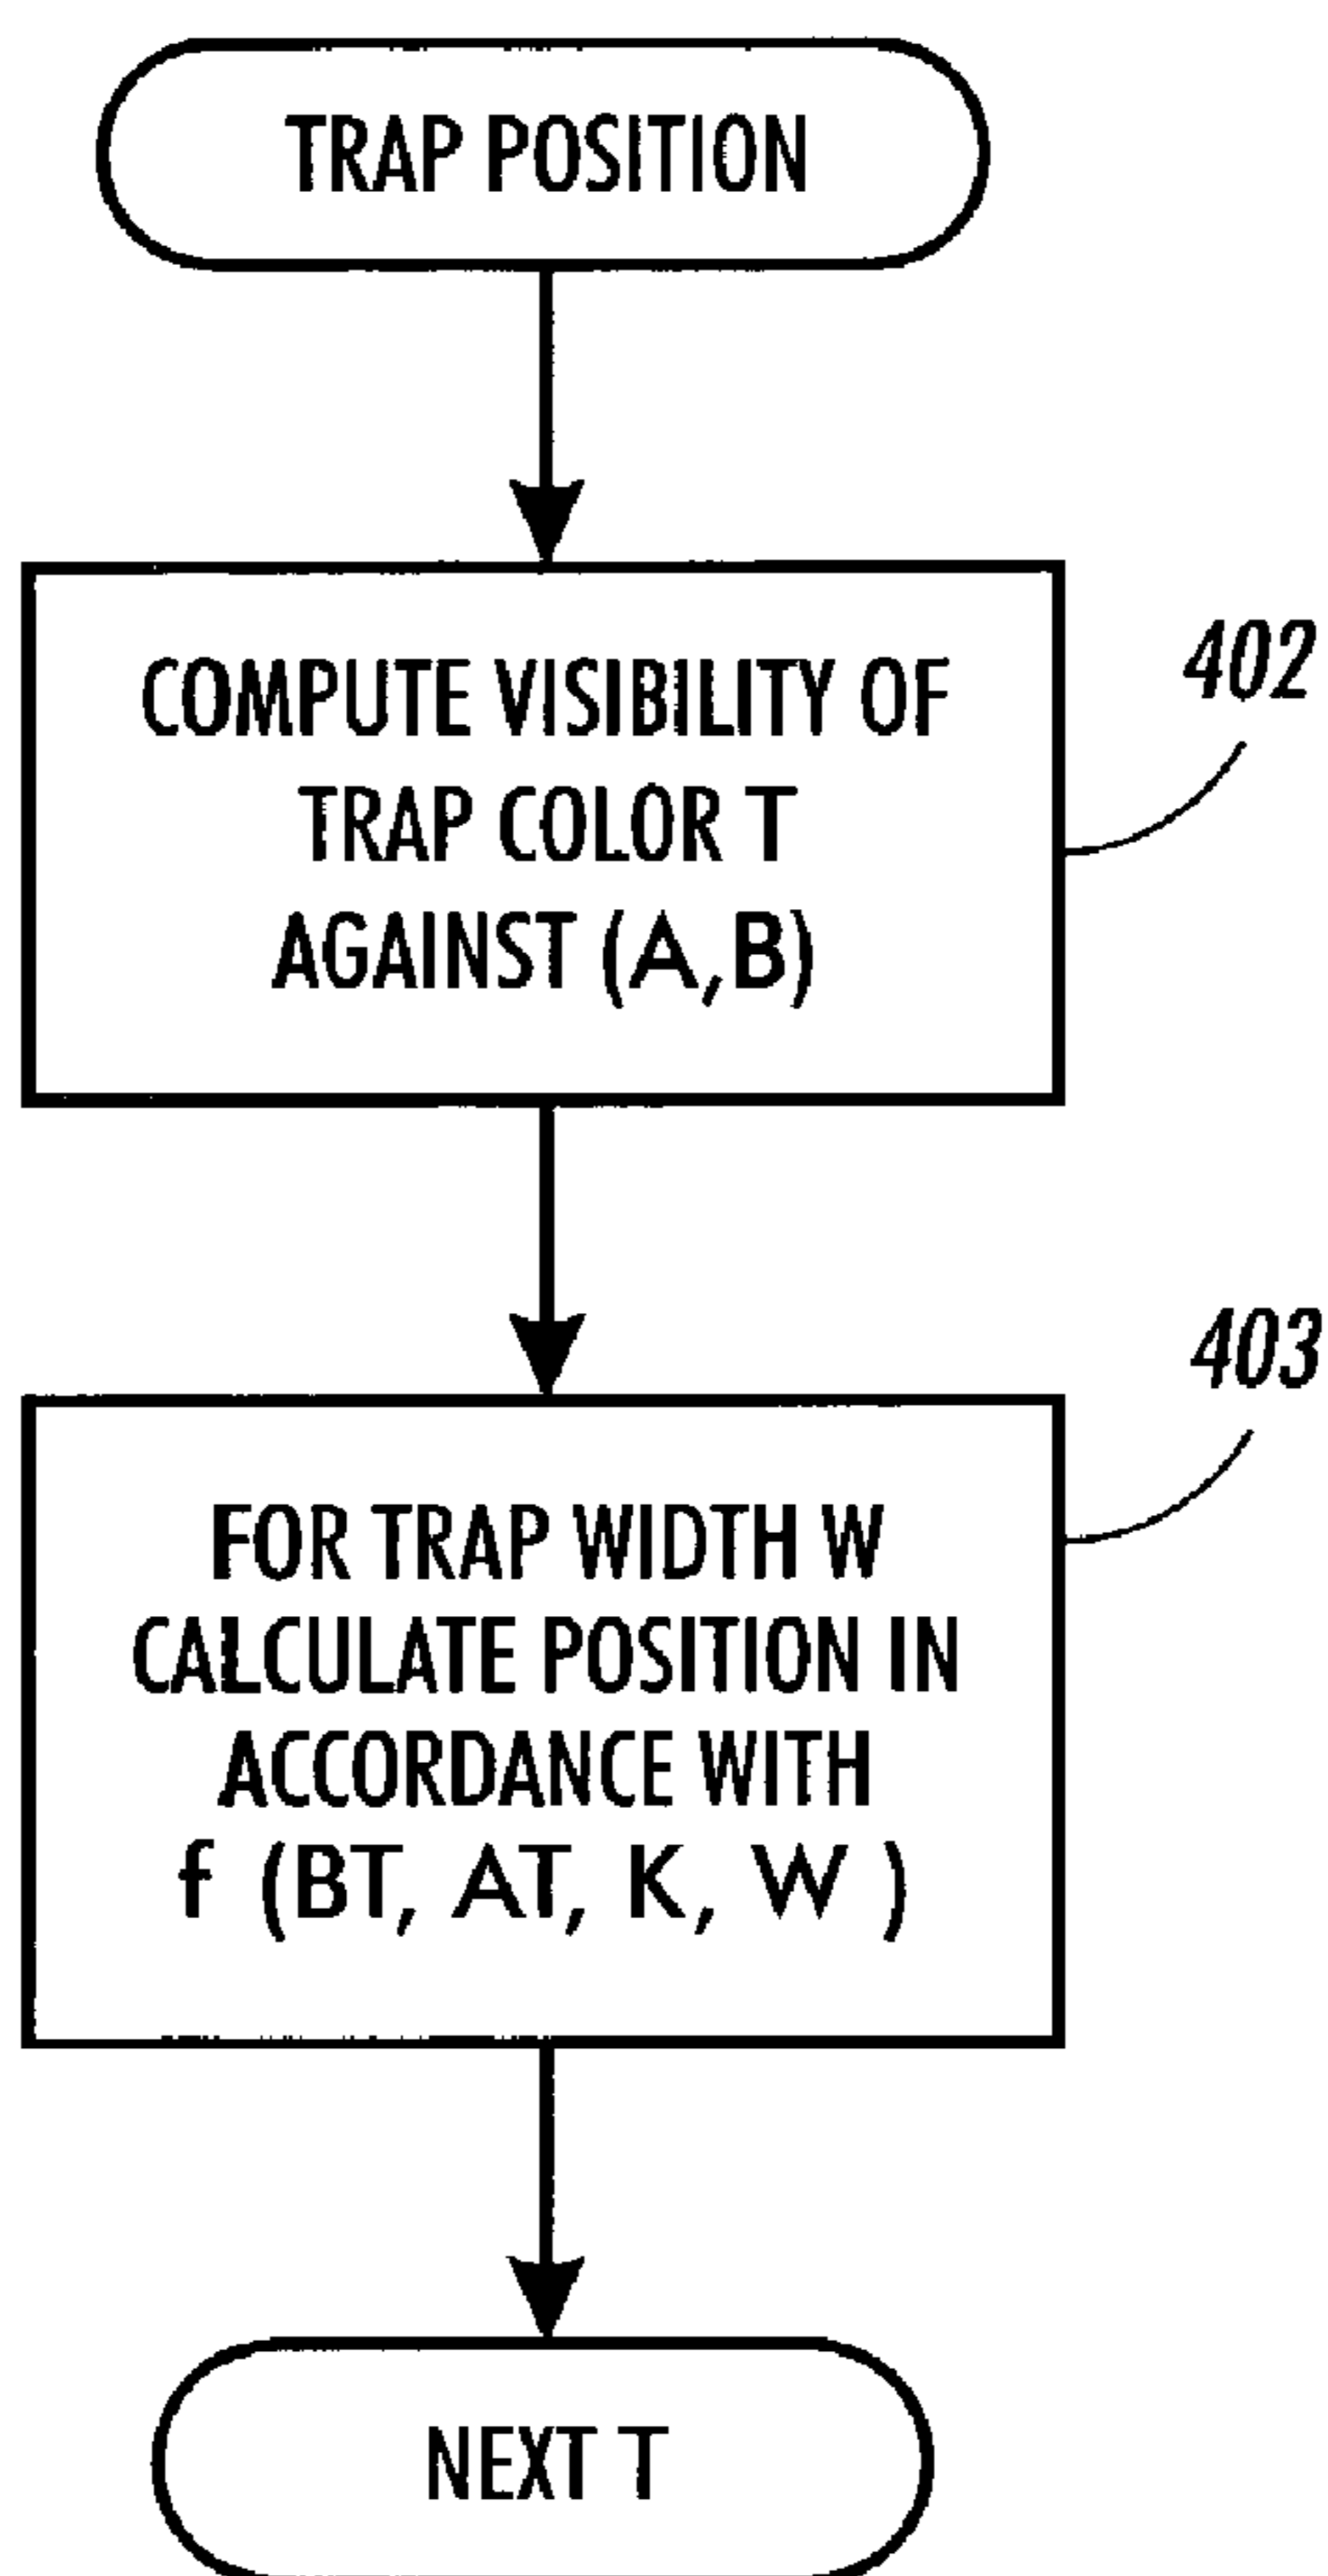 TRAP POSITION
COMPUTE VISIBILITY OF
TRAP COLOR T
AGAINST (A,B)
402
FOR TRAP WIDTH W
CALCULATE POSITION IN
ACCORDANCE WITH
f (BT, AT, K, W )
403
NEXT T